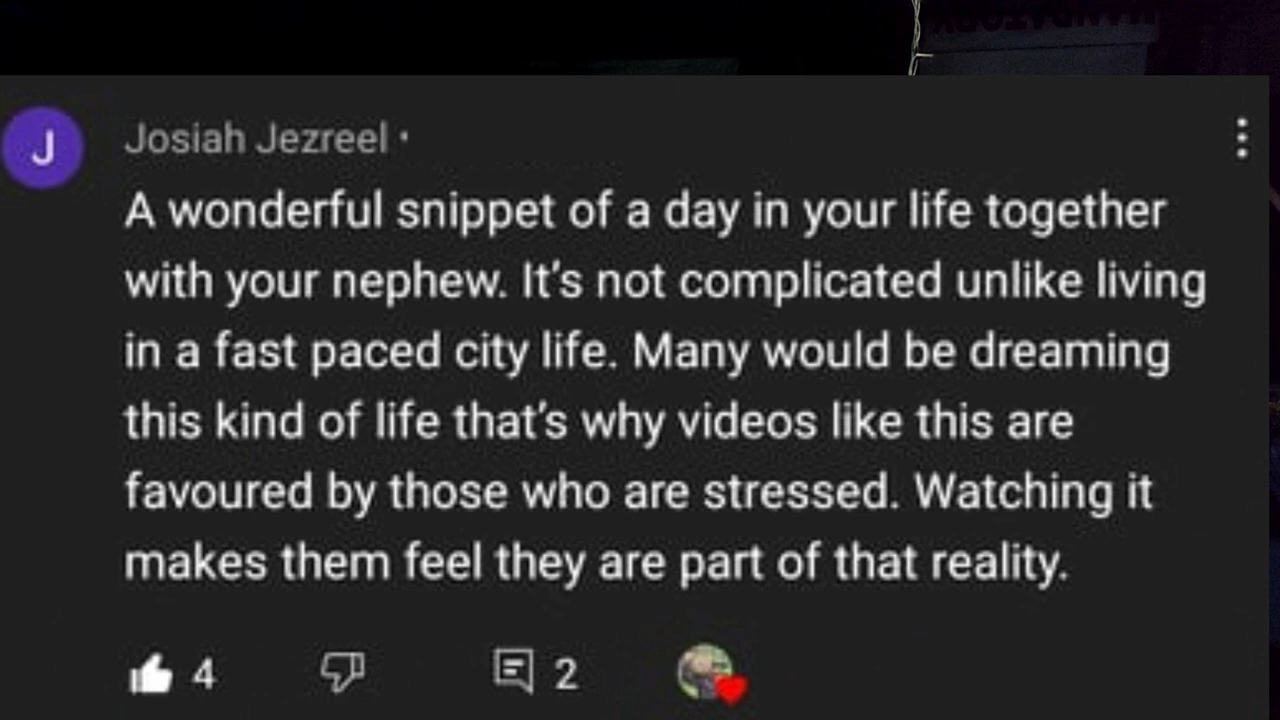 J
Josiah Jezreel •
A wonderful snippet of a day in your life together
with your nephew. It's not complicated unlike living
in a fast paced city life. Many would be dreaming
this kind of life that's why videos like this are
favoured by those who are stressed. Watching it
makes them feel they are part of that reality.
4
2